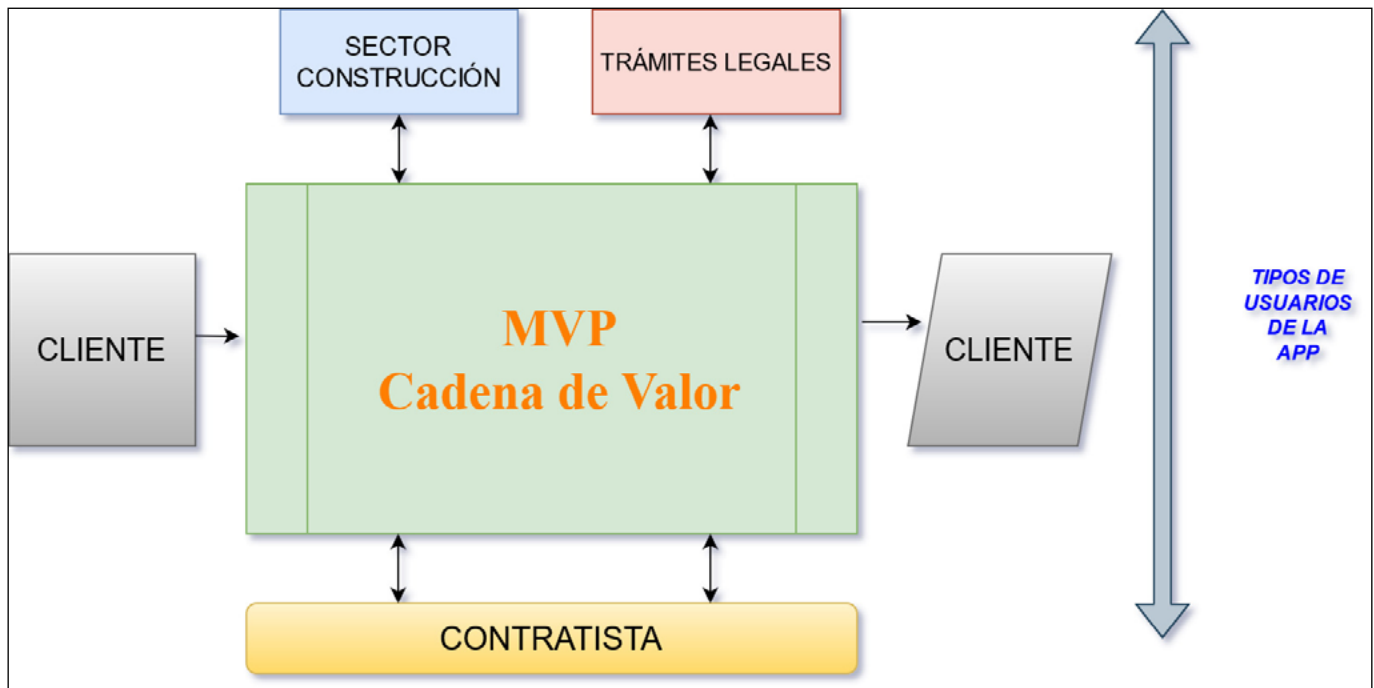 SECTOR
CONSTRUCCIÓN
TRÁMITES LEGALES
CLIENTE
MVP
Cadena de Valor
CLIENTE
TIPOS DE
USUARIOS
DE LA
APP
CONTRATISTA